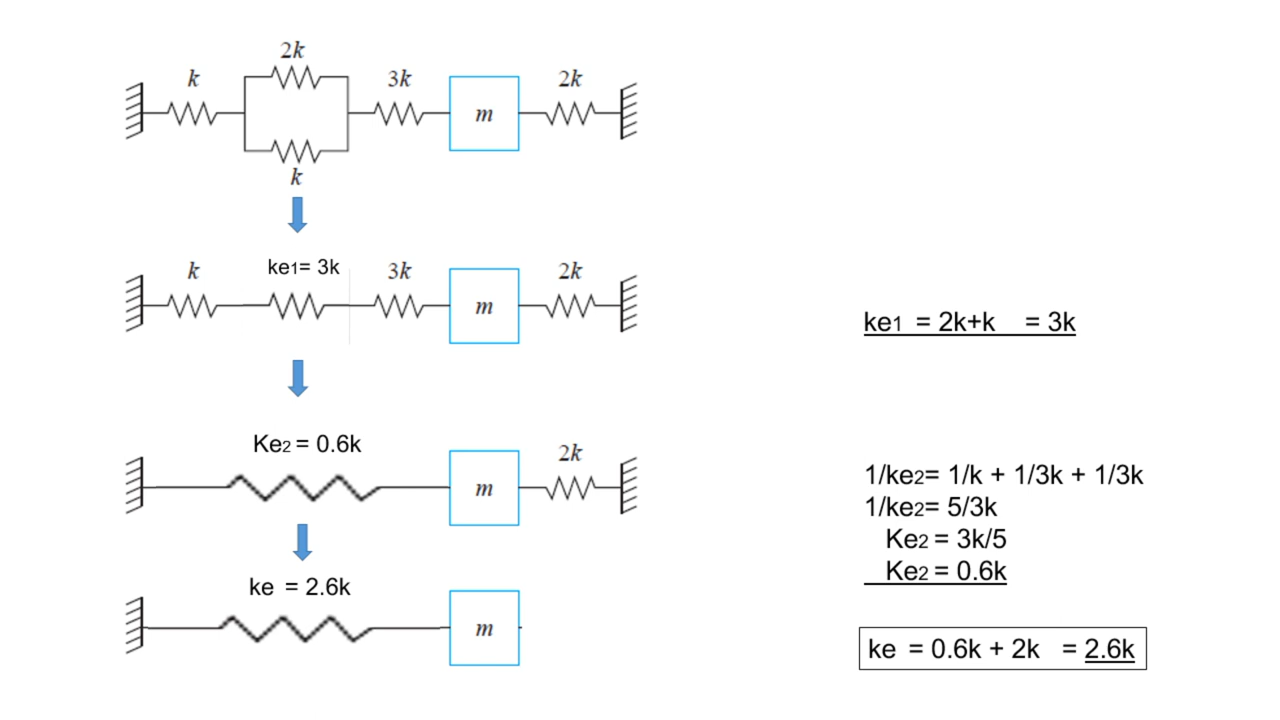 2k
k 3k 2k
m
k
k ke1= 3k 3k 2k
m
ke1 = 2k+k = 3k
Ke2 = 0.6k 2k
m
1/ke2= 1/k + 1/3k + 1/3k
1/ke2= 5/3k
Ke2 = 3k/5
Ke2 = 0.6k
ke = 2.6k
m
ke = 0.6k + 2k = 2.6k